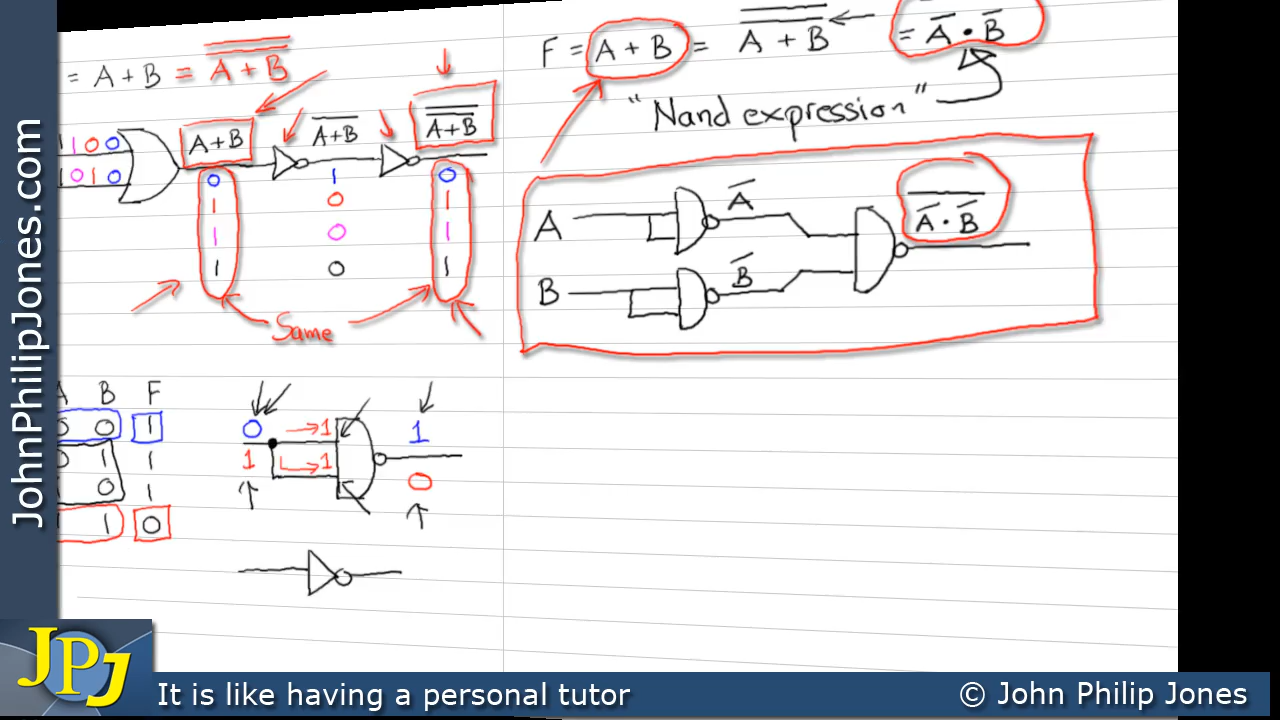 = A+B = A̅+̅B̅̅
F = A + B = A̿ ̿+̿ ̿B̿ = A̅ • B̅
"Nand expression"
1 1 0 0
1 0 1 0
A+B
A̅+̅B̅
A̿+̿B̿
0 1 0
1 0 1
1 0 1
1 0 1
Same
A
A̅
B
B̅
A̅ · B̅
A B F
0 0 1
0 1 1
1 0 1
1 1 0
0 → 1 1
1 → 1 0
JohnPhilipJones.com
JPJ
It is like having a personal tutor
© John Philip Jones